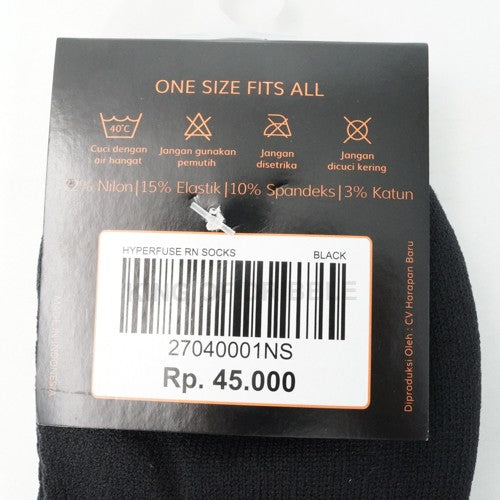 ONE SIZE FITS ALL
40°C
Cuci dengan
air hangat
Jangan gunakan
pemutih
Jangan
disetrika
Jangan
dicuci kering
% Nilon|15% Elastik|10% Spandeks|3% Katun
HYPERFUSE RN SOCKS BLACK
27040001NS
Rp. 45.000
Diproduksi Oleh : CV Harapan Baru